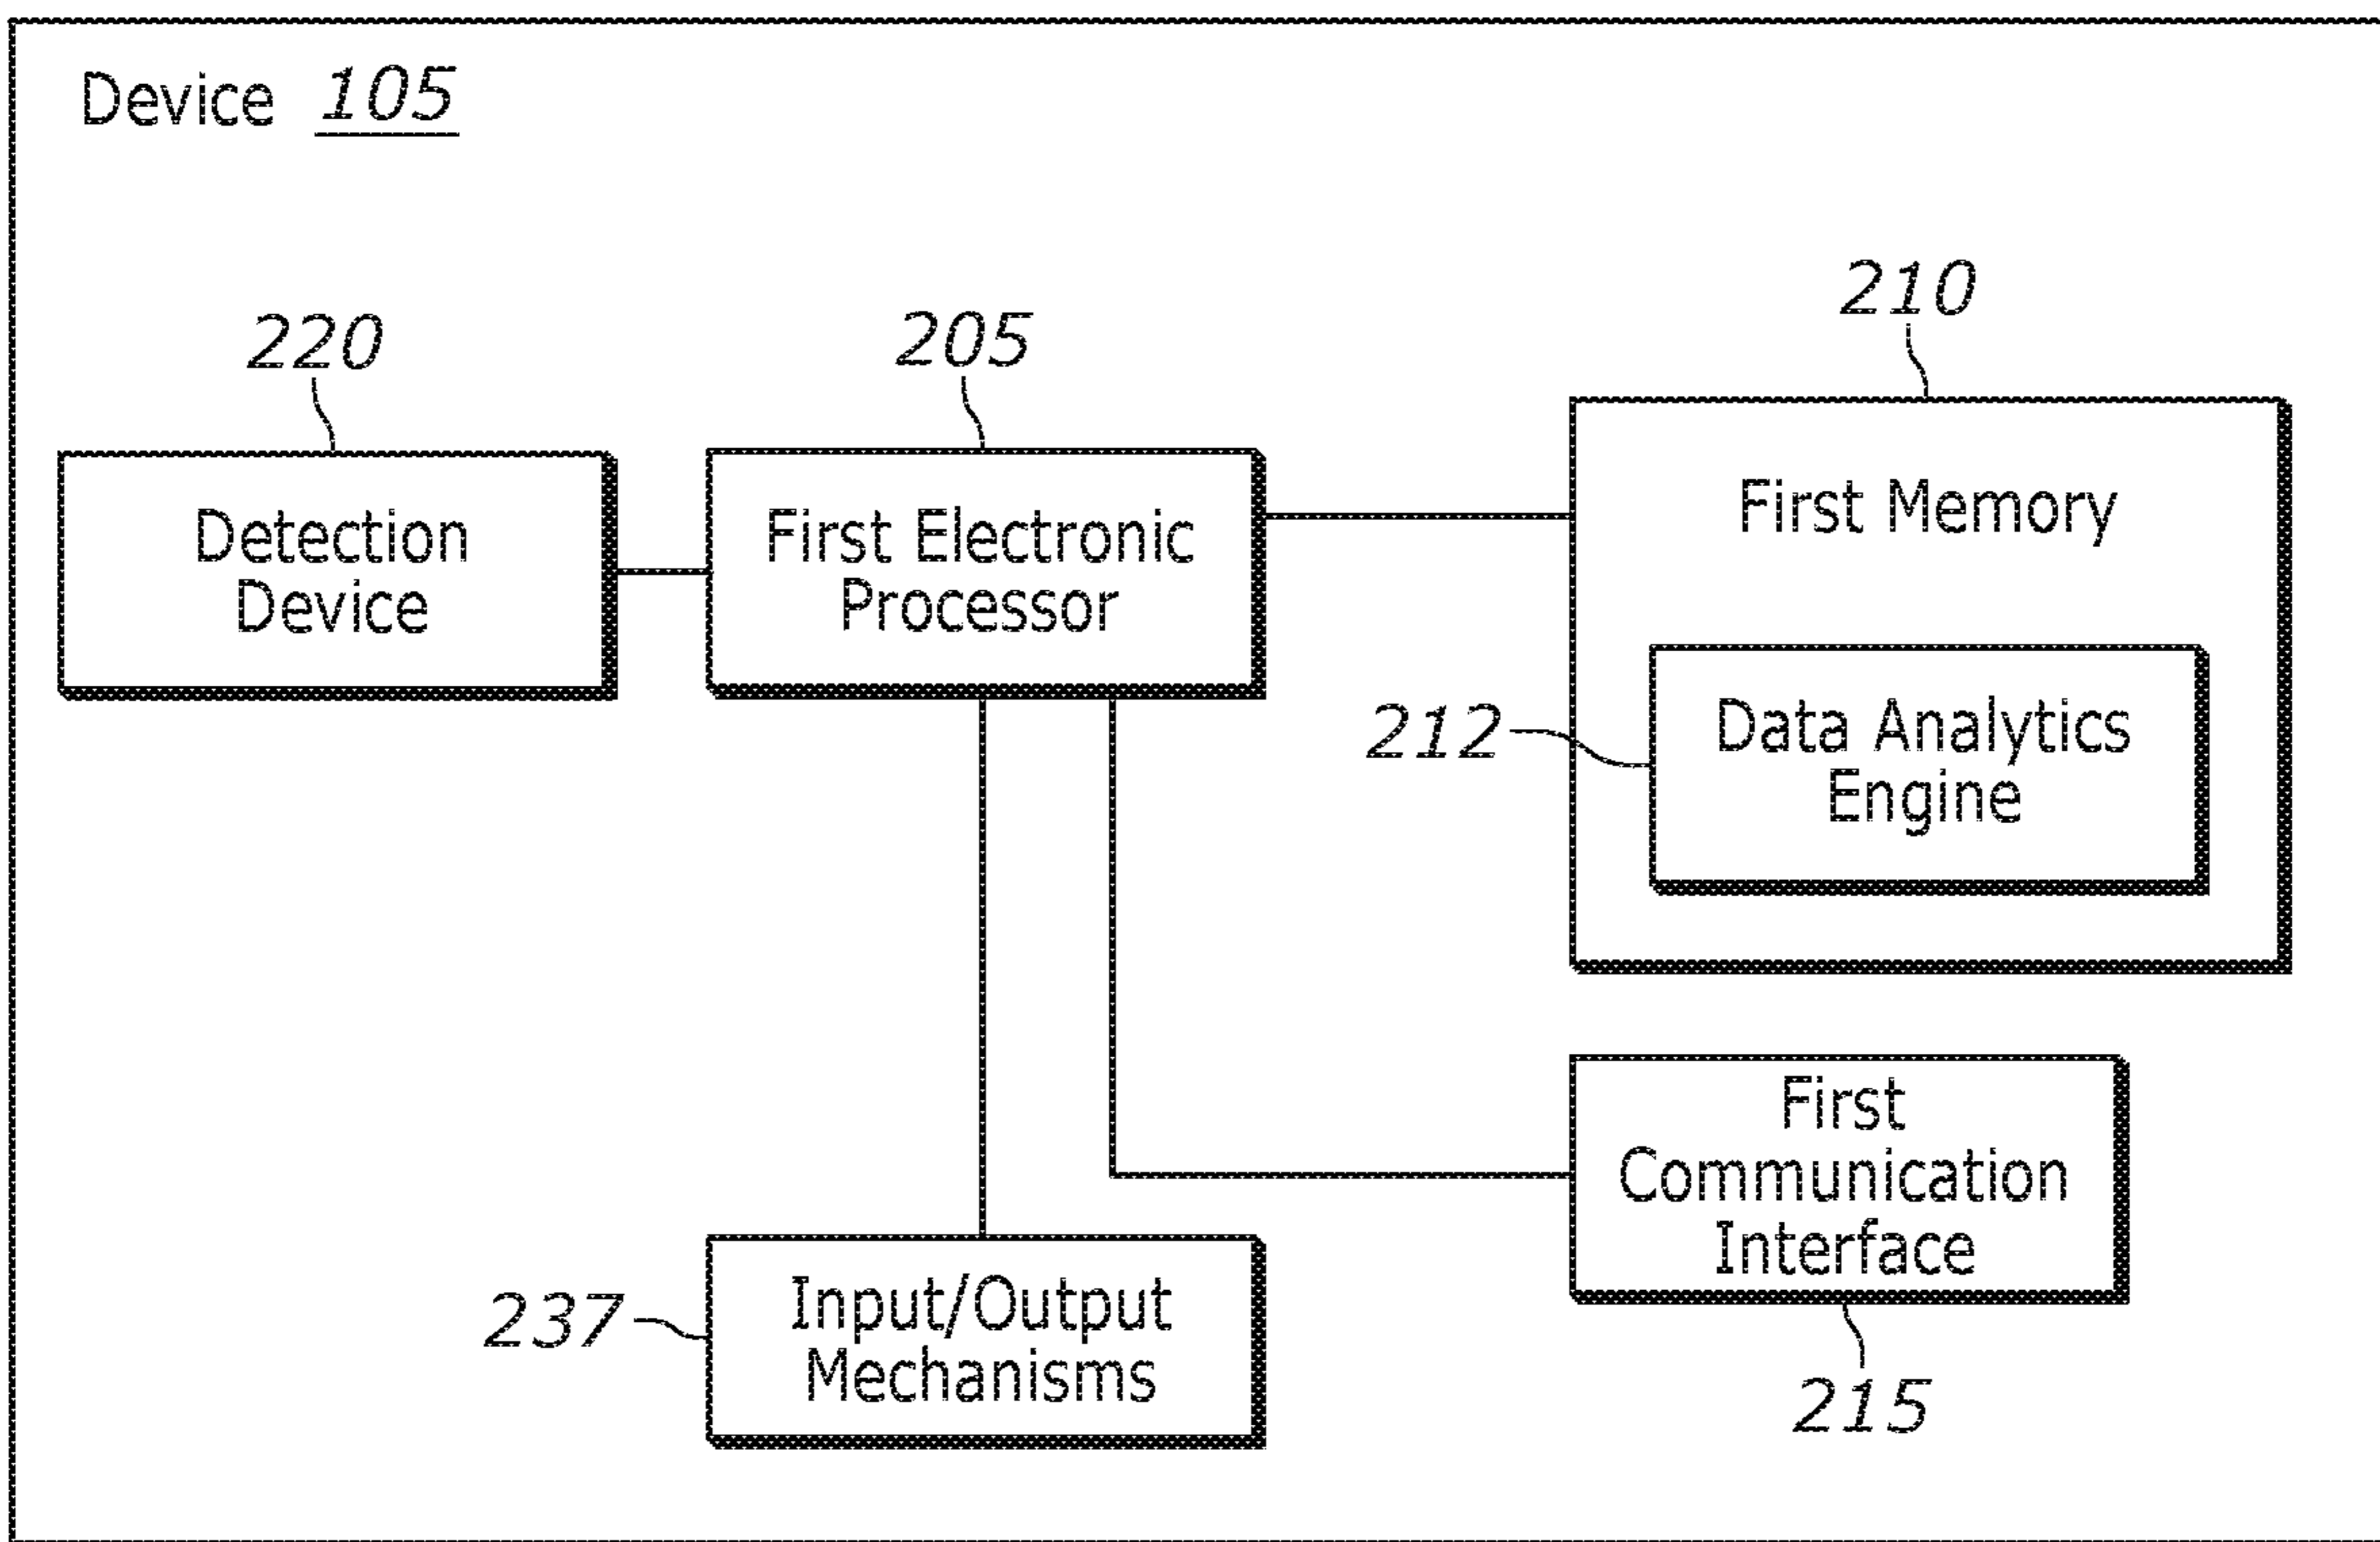 Device 105
220
205
210
Detection
Device
First Electronic
Processor
First Memory
212
Data Analytics
Engine
First
Communication
Interface
237
Input/Output
Mechanisms
215